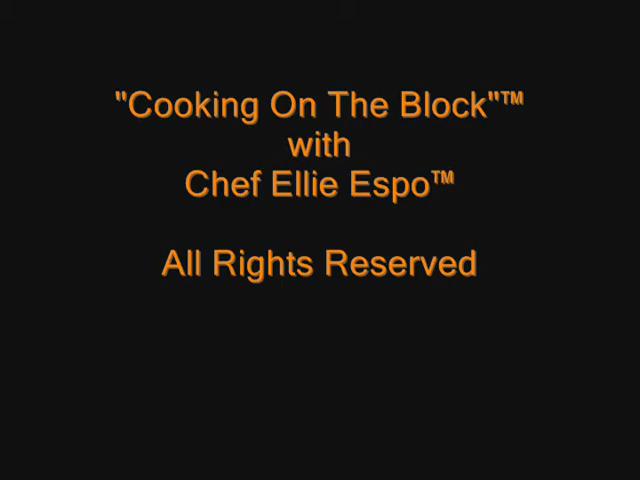 "Cooking On The Block"™
with
Chef Ellie Espo™
All Rights Reserved